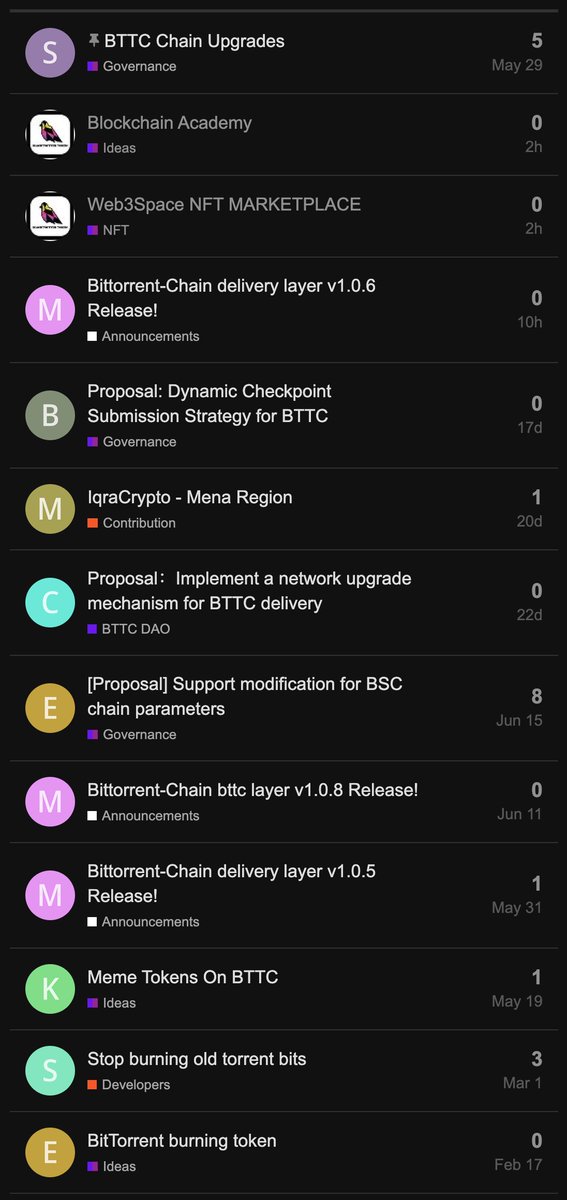 S
BTTC Chain Upgrades
5
Governance
May 29
Blockchain Academy
0
Ideas
2h
Web3Space NFT MARKETPLACE
0
NFT
2h
M
Bittorrent-Chain delivery layer v1.0.6
Release!
0
10h
Announcements
B
Proposal: Dynamic Checkpoint
Submission Strategy for BTTC
0
17d
Governance
M
IqraCrypto - Mena Region
1
Contribution
20d
C
Proposal：Implement a network upgrade
mechanism for BTTC delivery
0
22d
BTTC DAO
E
[Proposal] Support modification for BSC
chain parameters
8
Jun 15
Governance
M
Bittorrent-Chain bttc layer v1.0.8 Release!
0
Announcements
Jun 11
M
Bittorrent-Chain delivery layer v1.0.5
Release!
1
May 31
Announcements
K
Meme Tokens On BTTC
1
Ideas
May 19
S
Stop burning old torrent bits
3
Developers
Mar 1
E
BitTorrent burning token
0
Ideas
Feb 17